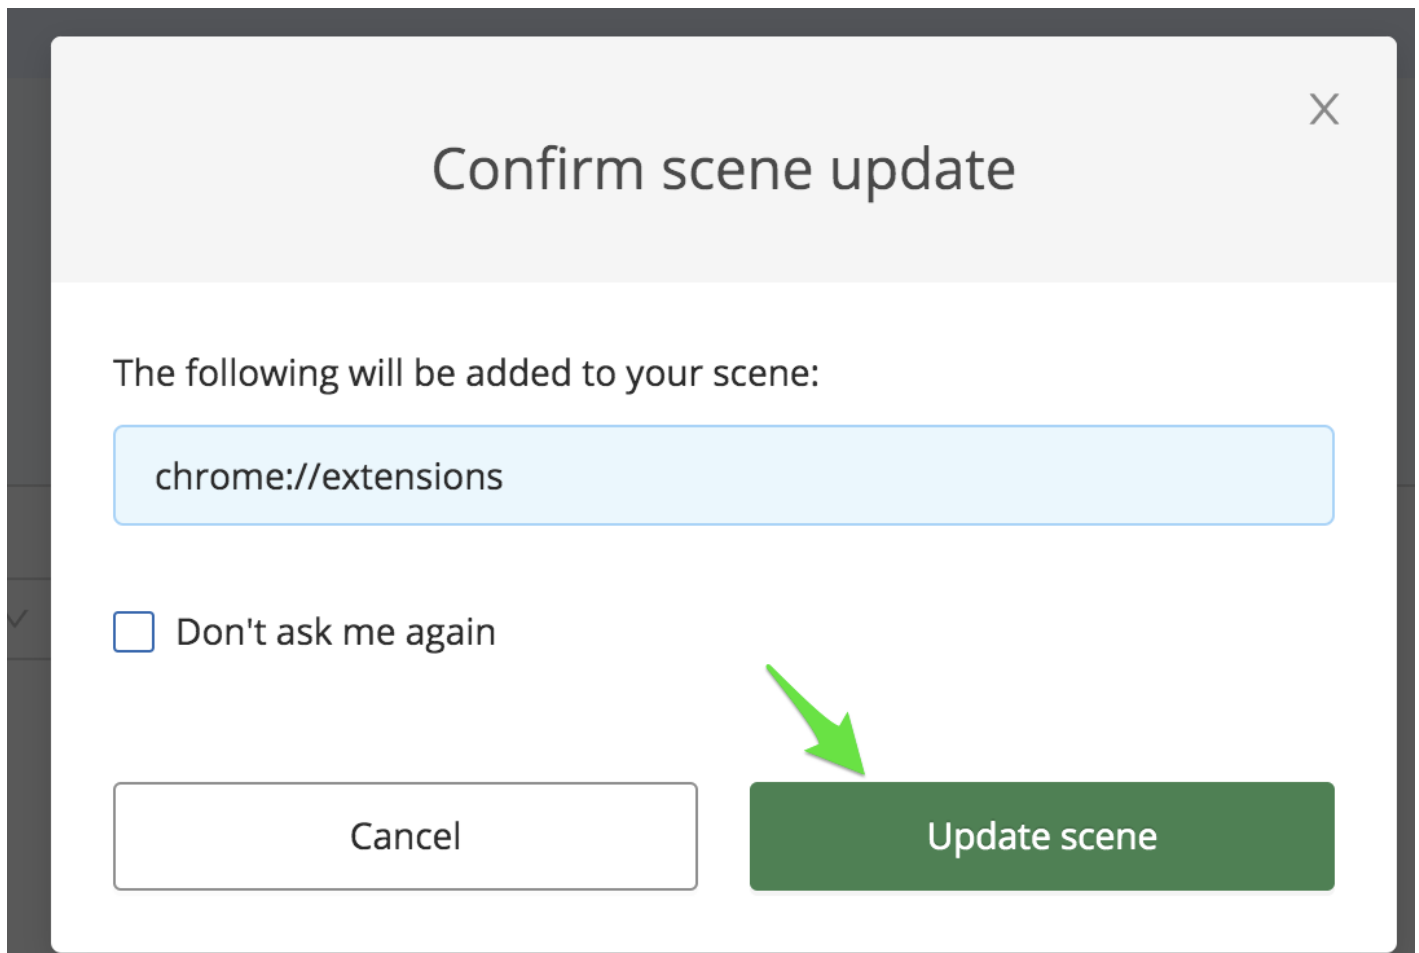 Confirm scene update
The following will be added to your scene:
chrome://extensions
Don't ask me again
Cancel
Update scene